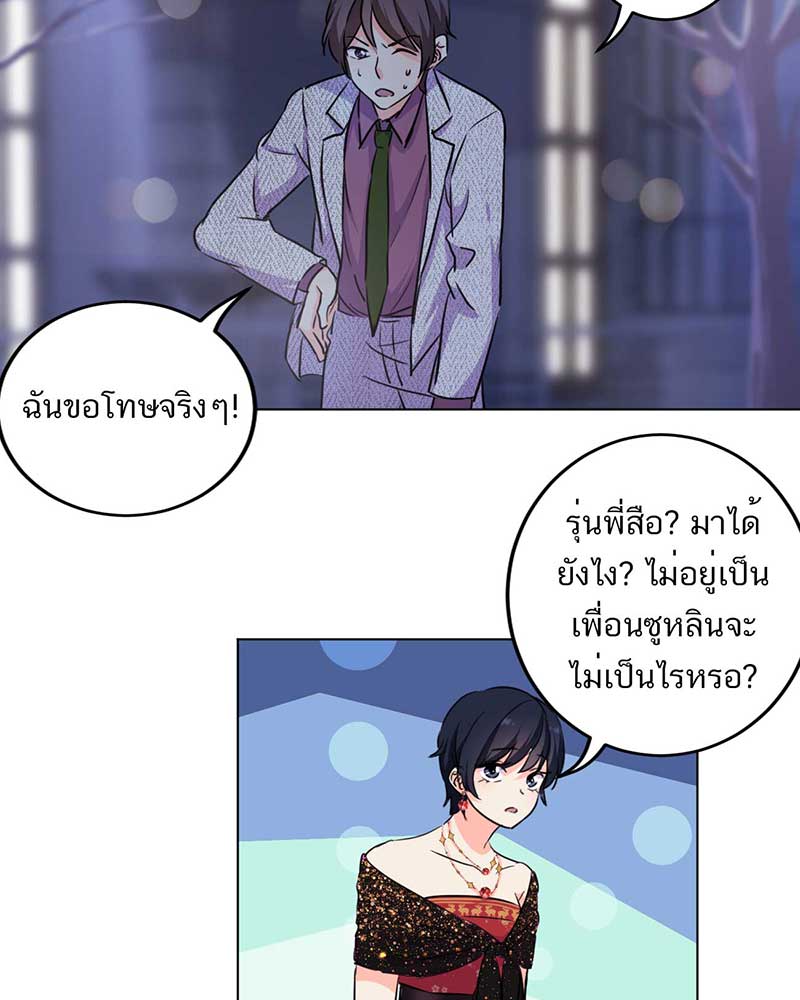 ฉันขอโทษจริงๆ!
รุ่นพี่สือ? มาได้
ยังไง? ไม่อยู่เป็น
เพื่อนซูหลินจะ
ไม่เป็นไรหรอ?